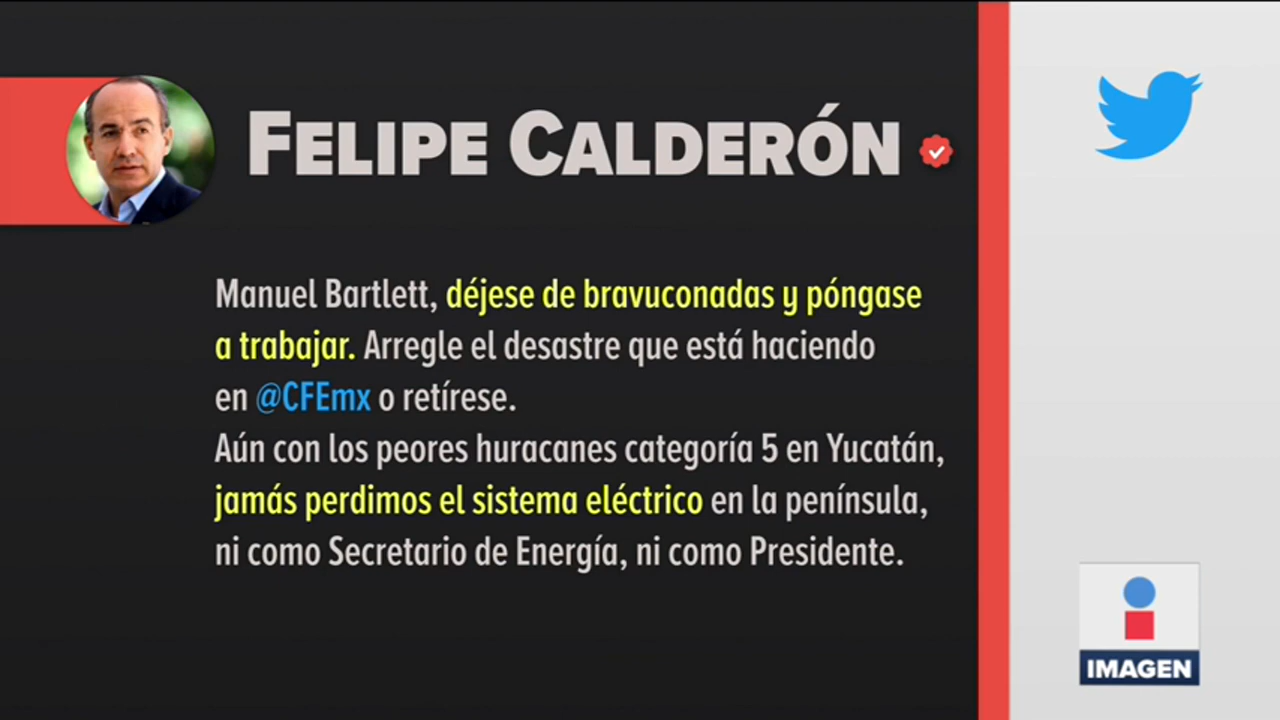 FELIPE CALDERÓN
Manuel Bartlett, déjese de bravuconadas y póngase
a trabajar. Arregle el desastre que está haciendo
en @CFEmx o retírese.
Aún con los peores huracanes categoría 5 en Yucatán,
jamás perdimos el sistema eléctrico en la península,
ni como Secretario de Energía, ni como Presidente.
IMAGEN